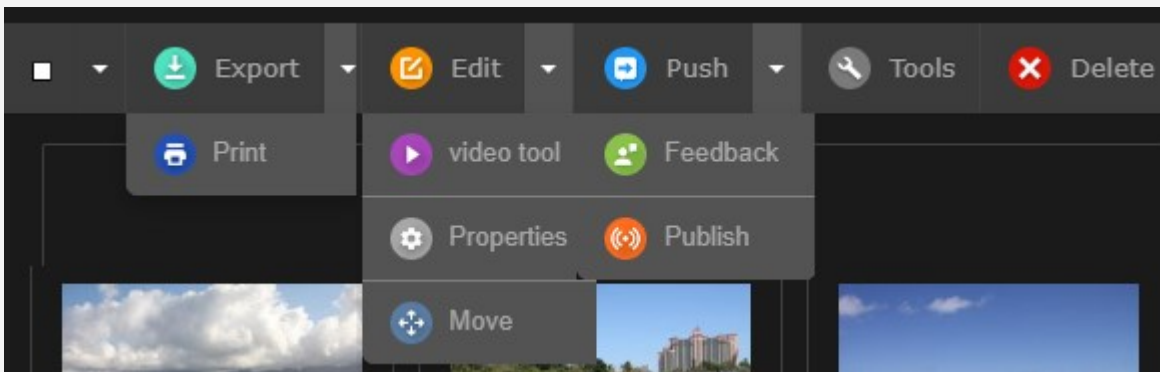 Export Edit Push Tools Delete
Print video tool Feedback
Properties Publish
Move